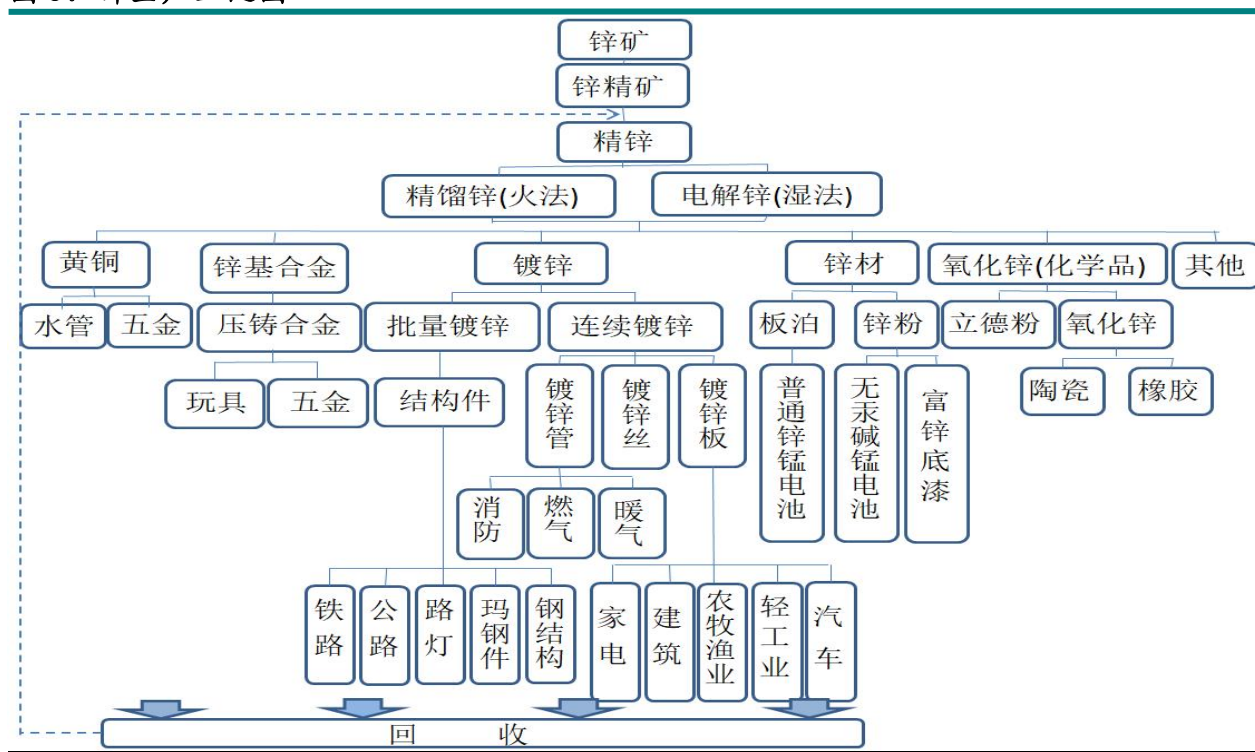 锌矿
锌精矿
精锌
精馏锌(火法)
电解锌(湿法)
黄铜
锌基合金
镀锌
锌材
氧化锌(化学品)
其他
水管
五金
压铸合金
批量镀锌
连续镀锌
板泊
锌粉
立德粉
氧化锌
玩具
五金
结构件
镀锌管
镀锌丝
镀锌板
普通锌锰电池
无汞碱锰电池
富锌底漆
陶瓷
橡胶
消防
燃气
暖气
铁路
公路
路灯
玛钢件
钢结构
家电
建筑
农牧渔业
轻工业
汽车
回 收